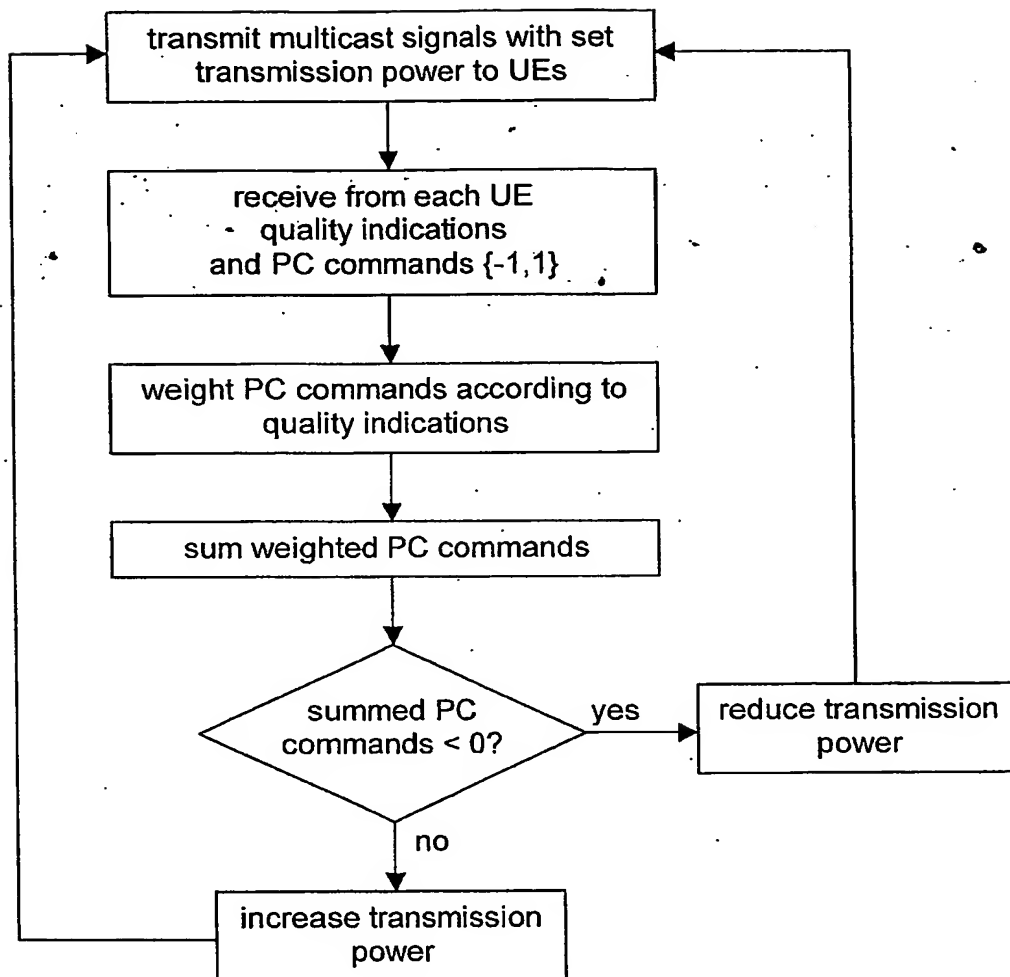 transmit multicast signals with set
transmission power to UEs
receive from each UE
quality indications
and PC commands {-1,1}
weight PC commands according to
quality indications
sum weighted PC commands
summed PC
commands < 0?
yes
reduce transmission
power
no
increase transmission
power